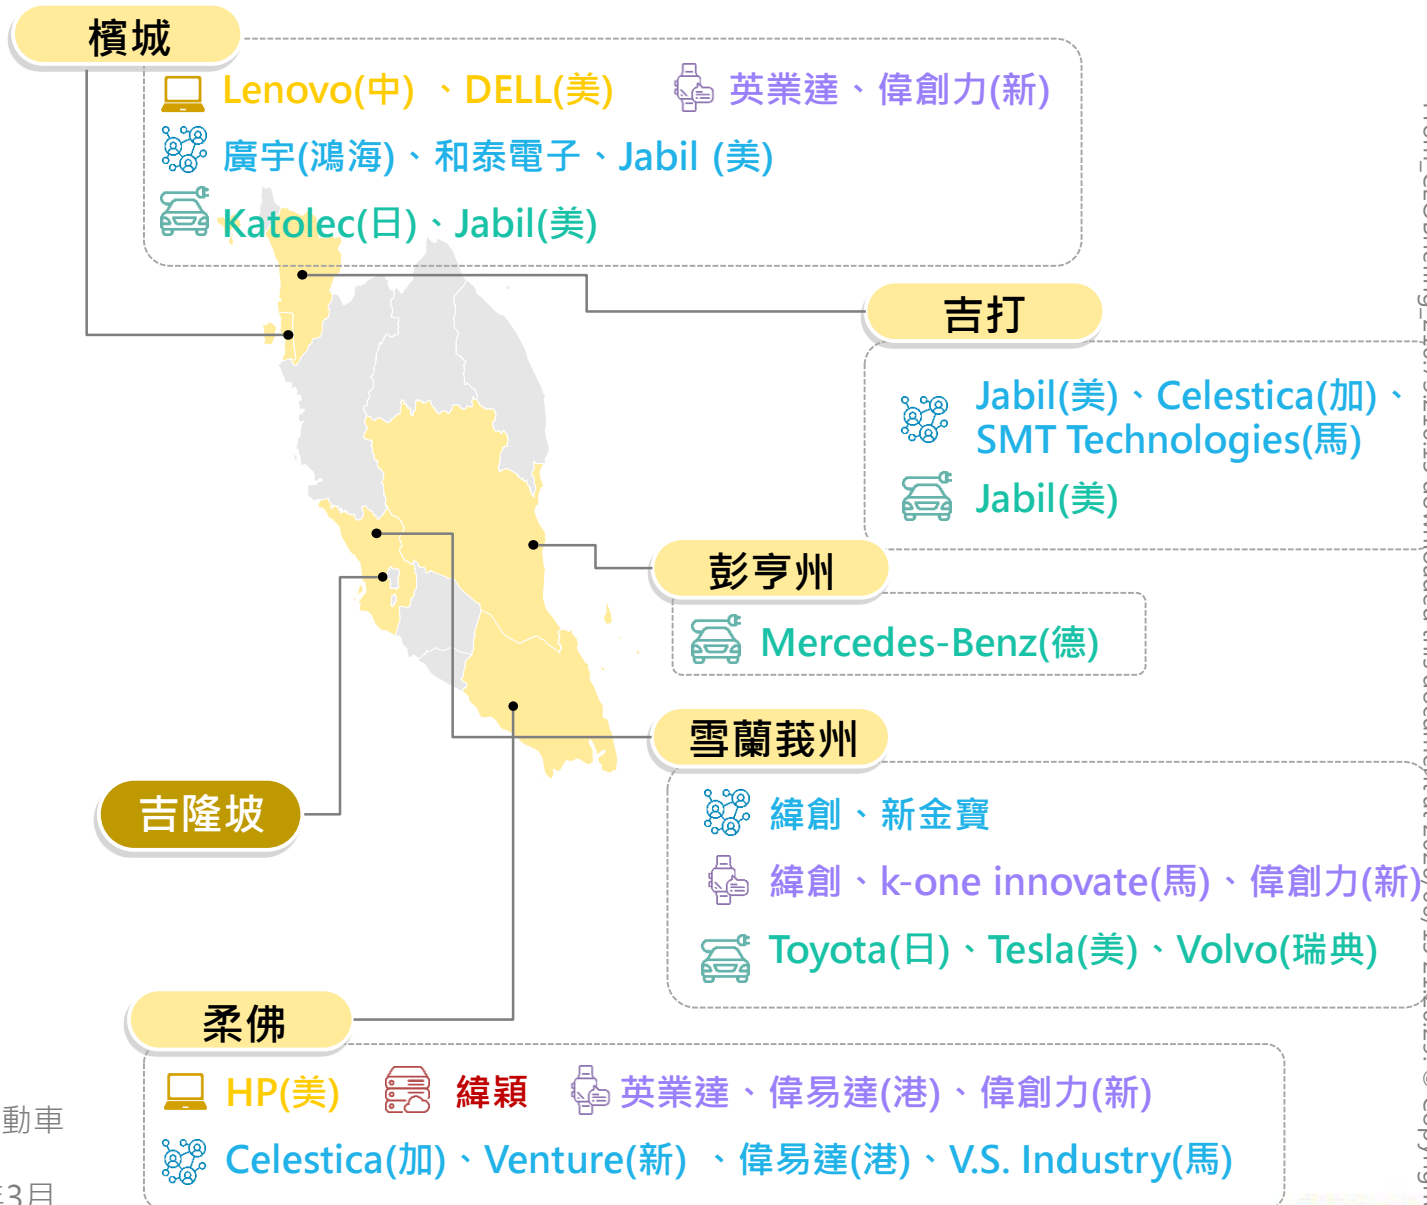 檳城
Lenovo(中) 、DELL(美)
英業達、偉創力(新)
廣宇(鴻海)、和泰電子、Jabil (美)
Katolec(日)、Jabil(美)
吉打
Jabil(美)、Celestica(加)、
SMT Technologies(馬)
Jabil(美)
彭亨州
Mercedes-Benz(德)
雪蘭莪州
緯創、新金寶
緯創、k-one innovate(馬)、偉創力(新)
Toyota(日)、Tesla(美)、Volvo(瑞典)
吉隆坡
柔佛
HP(美)
緯穎
英業達、偉易達(港)、偉創力(新)
Celestica(加)、Venture(新) 、偉易達(港)、V.S. Industry(馬)
動車
3月